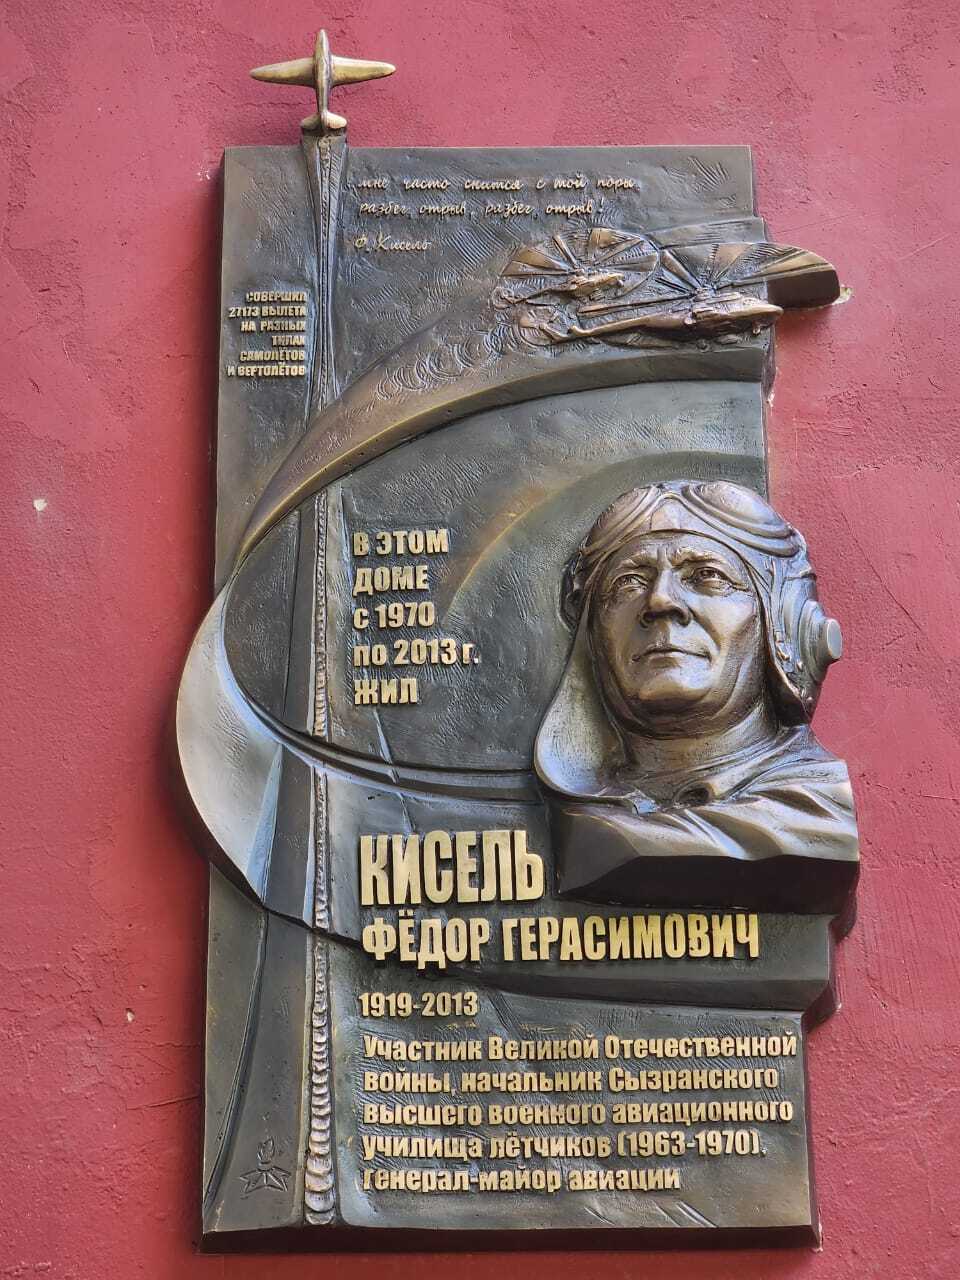 мне часто снится с той поры
разбег, отрыв, разбег, отрыв!
Ф. Кисель
СОВЕРШИЛ
27173 ВЫЛЕТА
НА РАЗНЫХ
ТИПАХ
САМОЛЁТОВ
И ВЕРТОЛЁТОВ
В ЭТОМ
ДОМЕ
С 1970
ПО 2013 г.
ЖИЛ
КИСЕЛЬ
ФЁДОР ГЕРАСИМОВИЧ
1919-2013
Участник Великой Отечественной
войны, начальник Сызранского
высшего военного авиационного
училища лётчиков (1963-1970),
генерал-майор авиации